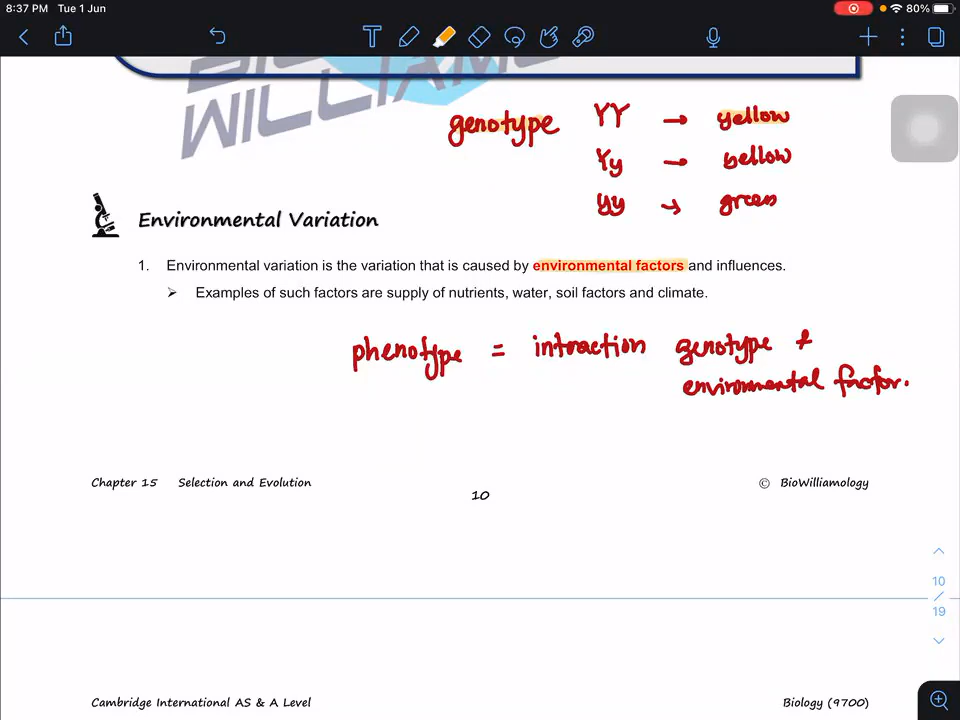 8:37 PM Tue 1 Jun 80%
WILLIAM
genotype YY → yellow
Yy → bellow
yy → green
Environmental Variation
1. Environmental variation is the variation that is caused by environmental factors and influences.
➢ Examples of such factors are supply of nutrients, water, soil factors and climate.
phenotype = intraction genotype +
environmental factor.
Chapter 15 Selection and Evolution © BioWilliamology
10
10
/
19
Cambridge International AS & A Level Biology (9700)